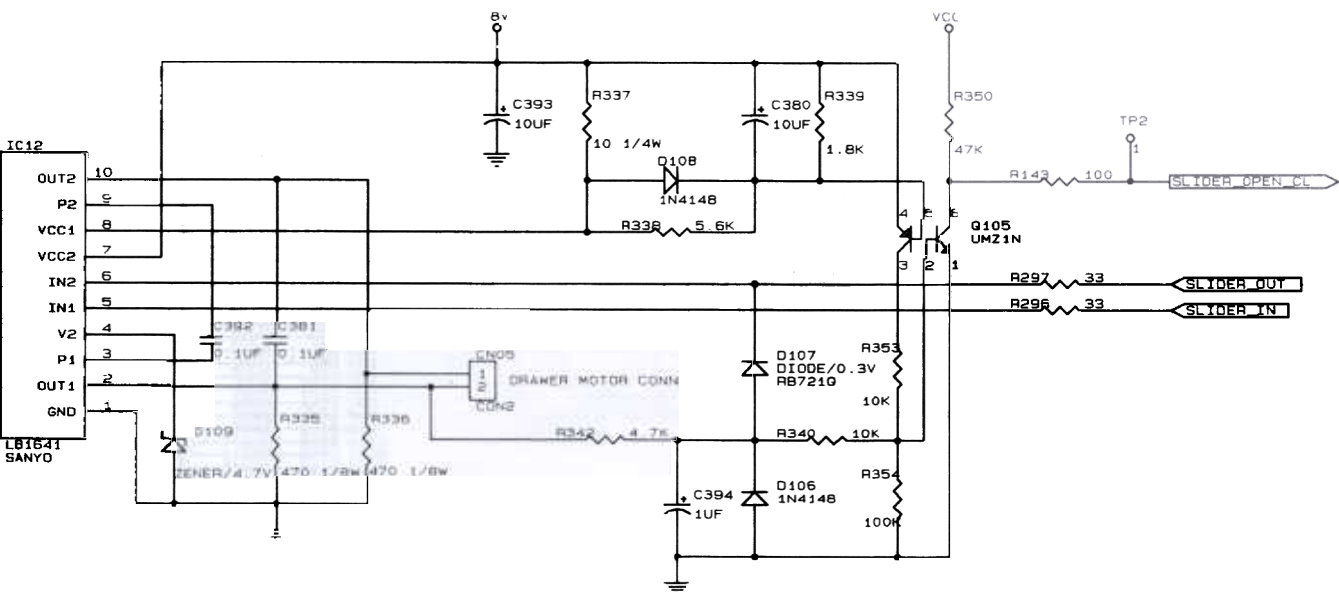 8v
VCC
C393
10UF
R337
10 1/4W
C380
10UF
R339
1.8K
R350
47K
TP2
1
IC12
D108
1N4148
R143 100
SLIDER_OPEN_CL
OUT2 10
P2 9
VCC1 8
R338 5.6K
4 5 6
Q105
UMZ1N
VCC2 7
3 2 1
IN2 6
R297 33
SLIDER_OUT
IN1 5
R296 33
SLIDER_IN
V2 4
C392 C381
0.1UF 0.1UF
P1 3
CN05
D107
DIODE/0.3V
RB721Q
R353
10K
1
2
DRAWER MOTOR CONN
CON2
OUT1 2
GND 1
LB1641
SANYO
D109
ZENER/4.7V
R335
470 1/8W
R336
470 1/8W
R342 4.7K
R340 10K
R354
100K
C394
1UF
D106
1N4148